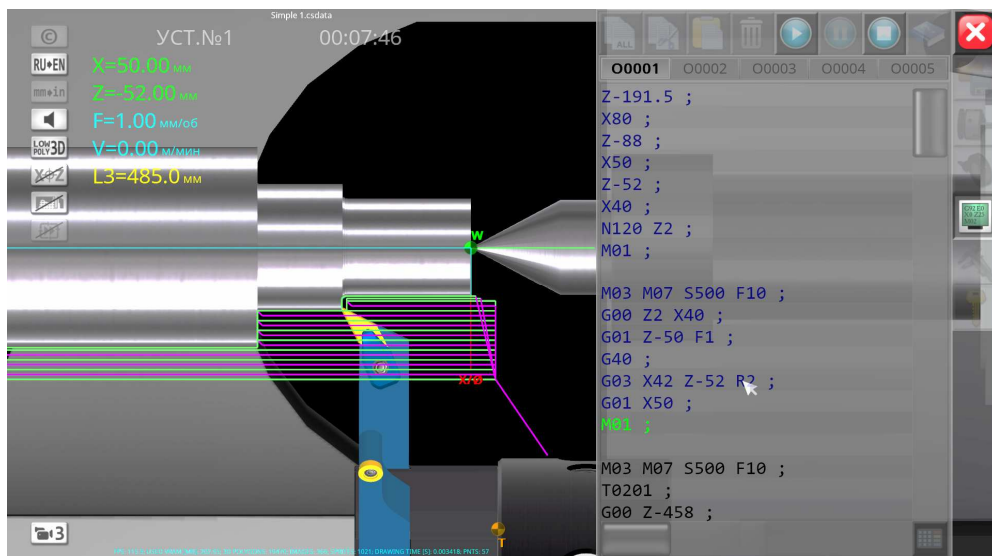 Simple 1.csdata
© УСТ.№1 00:07:46
RU♦EN X=50.00 мм
mm♦in Z=-52.00 мм
F=1.00 мм/об
LOW POLY 3D V=0.00 м/мин
X Z L3=485.0 мм
ALL
O0001 O0002 O0003 O0004 O0005
Z-191.5 ;
X80 ;
Z-88 ;
X50 ;
Z-52 ;
X40 ;
N120 Z2 ;
M01 ;
M03 M07 S500 F10 ;
G00 Z2 X40 ;
G01 Z-50 F1 ;
G40 ;
G03 X42 Z-52 R2 ;
G01 X50 ;
M01 ;
M03 M07 S500 F10 ;
T0201 ;
G00 Z-458 ;
W
X/Ø
T
3